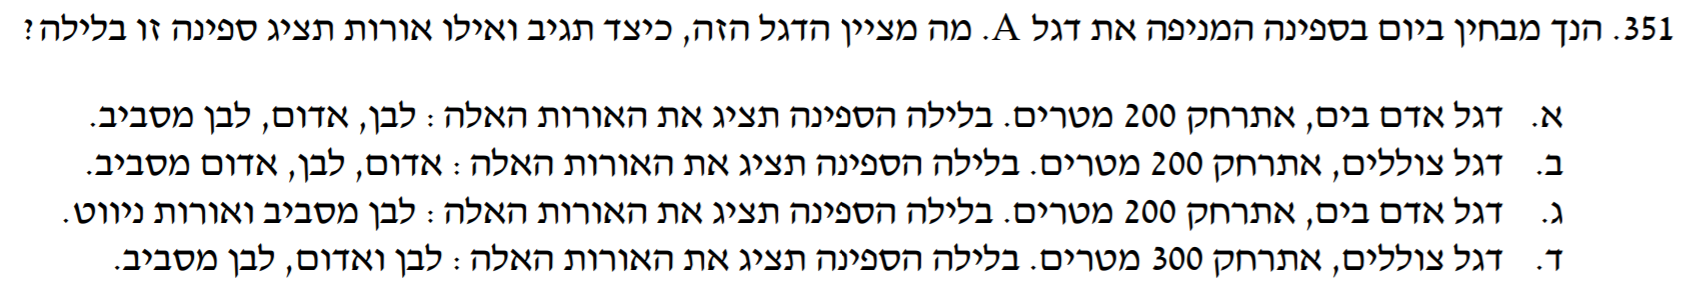 351. הנך מבחין ביום בספינה המניפה את דגל A. מה מציין הדגל הזה, כיצד תגיב ואילו אורות תציג ספינה זו בלילה?
א. דגל אדם בים, אתרחק 200 מטרים. בלילה הספינה תציג את האורות האלה: לבן, אדום, לבן מסביב.
ב. דגל צוללים, אתרחק 200 מטרים. בלילה הספינה תציג את האורות האלה: אדום, לבן, אדום מסביב.
ג. דגל אדם בים, אתרחק 200 מטרים. בלילה הספינה תציג את האורות האלה: לבן מסביב ואורות ניווט.
ד. דגל צוללים, אתרחק 300 מטרים. בלילה הספינה תציג את האורות האלה: לבן ואדום, לבן מסביב.